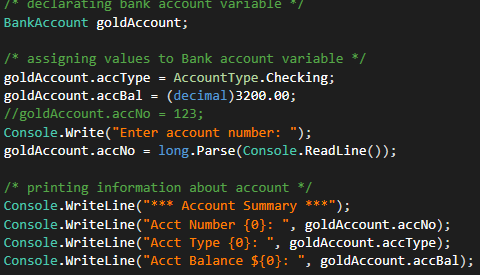 /* declarating bank account variable */
BankAccount goldAccount;
/* assigning values to Bank account variable */
goldAccount.accType = AccountType.Checking;
goldAccount.accBal = (decimal)3200.00;
//goldAccount.accNo = 123;
Console.Write("Enter account number: ");
goldAccount.accNo = long.Parse(Console.ReadLine());
/* printing information about account */
Console.WriteLine("*** Account Summary ***");
Console.WriteLine("Acct Number {0}: ", goldAccount.accNo);
Console.WriteLine("Acct Type {0}: ", goldAccount.accType);
Console.WriteLine("Acct Balance ${0}: ", goldAccount.accBal);